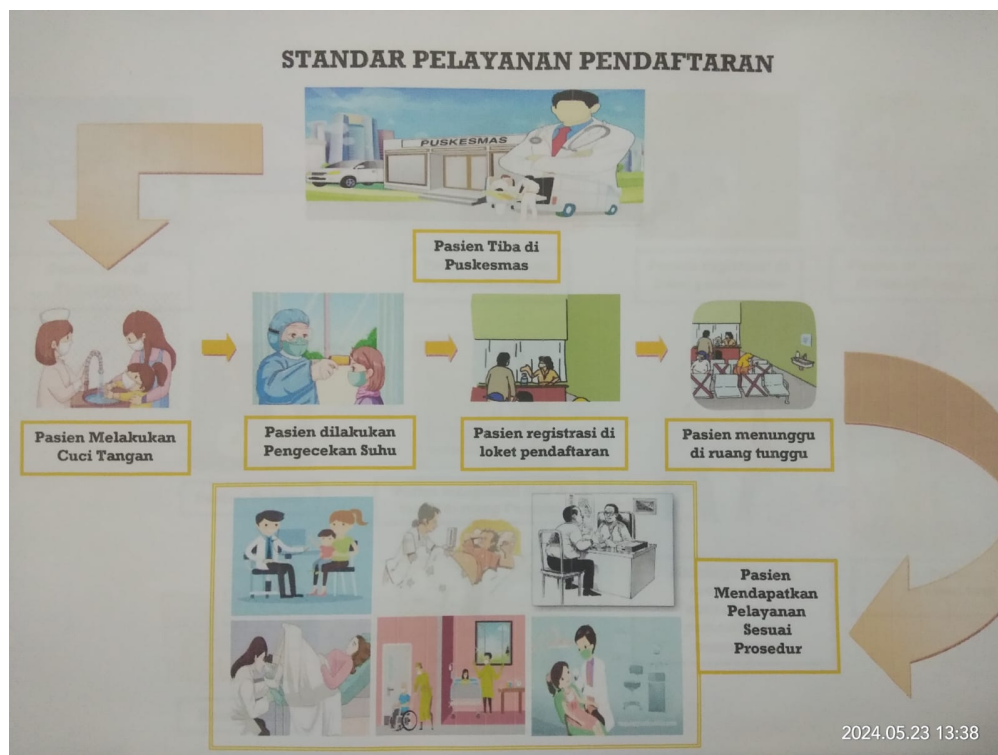 STANDAR PELAYANAN PENDAFTARAN
PUSKESMAS
Pasien Tiba di
Puskesmas
Pasien Melakukan
Cuci Tangan
Pasien dilakukan
Pengecekan Suhu
Pasien registrasi di
loket pendaftaran
Pasien menunggu
di ruang tunggu
Pasien
Mendapatkan
Pelayanan
Sesuai
Prosedur
2024.05.23 13:38